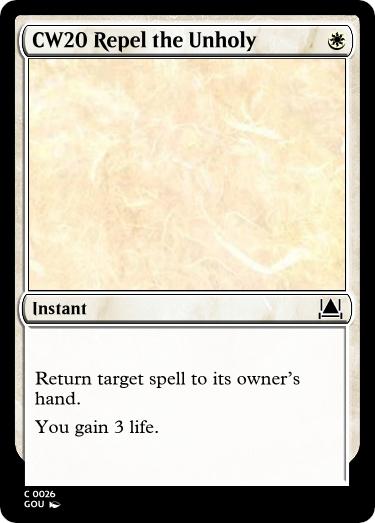 CW20 Repel the Unholy
Instant
Return target spell to its owner's
hand.
You gain 3 life.
C 0026
GOU